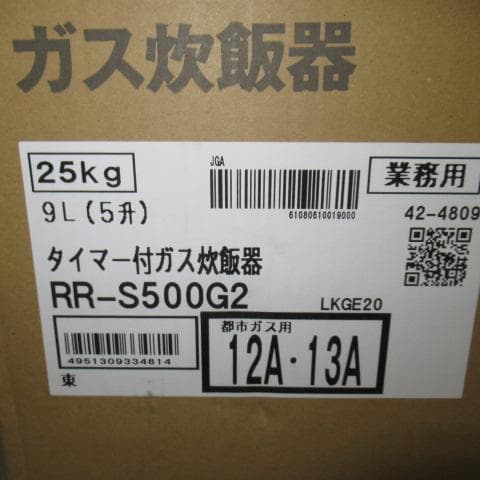 ガス炊飯器
25kg
JGA
61080610019000
業務用
9L(5升)
42-4809
タイマー付ガス炊飯器
RR-S500G2
LKGE20
4951309334814
都市ガス用
12A・13A
東